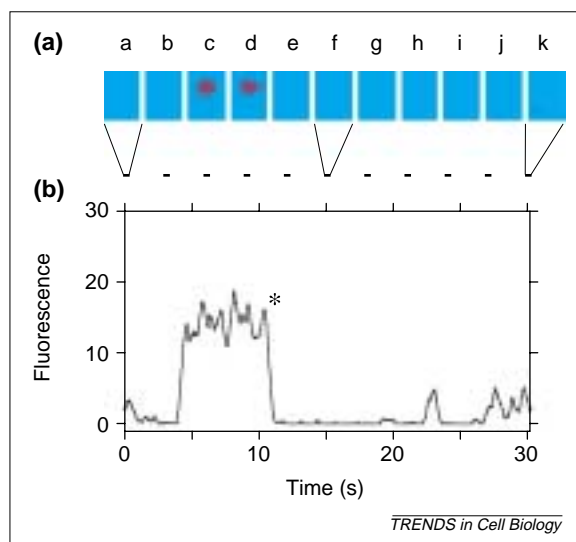 (a) a b c d e f g h i j k
(b)
30
20
10
0
Fluorescence
*
0 10 20 30
Time (s)
TRENDS in Cell Biology